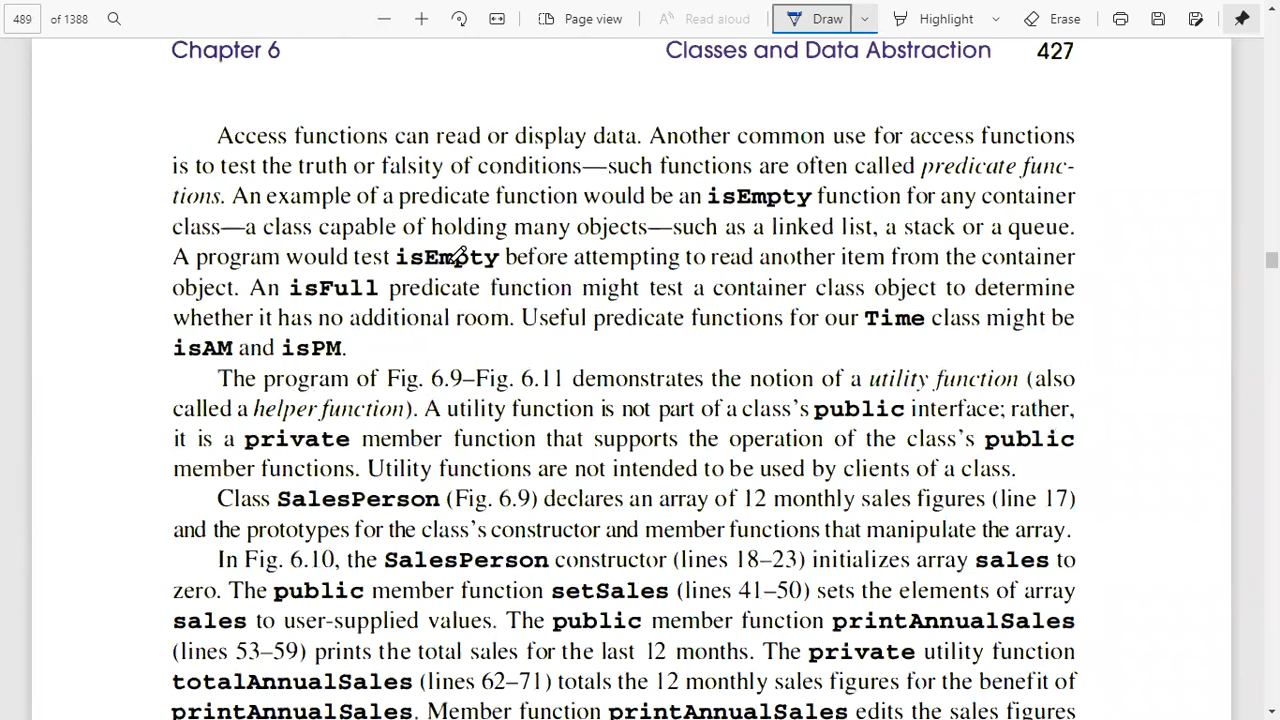 489 of 1388 Page view Read aloud Draw Highlight Erase
Chapter 6 Classes and Data Abstraction 427
Access functions can read or display data. Another common use for access functions
is to test the truth or falsity of conditions—such functions are often called predicate func-
tions. An example of a predicate function would be an isEmpty function for any container
class—a class capable of holding many objects—such as a linked list, a stack or a queue.
A program would test isEmpty before attempting to read another item from the container
object. An isFull predicate function might test a container class object to determine
whether it has no additional room. Useful predicate functions for our Time class might be
isAM and isPM.
The program of Fig. 6.9–Fig. 6.11 demonstrates the notion of a utility function (also
called a helper function). A utility function is not part of a class's public interface; rather,
it is a private member function that supports the operation of the class's public
member functions. Utility functions are not intended to be used by clients of a class.
Class SalesPerson (Fig. 6.9) declares an array of 12 monthly sales figures (line 17)
and the prototypes for the class's constructor and member functions that manipulate the array.
In Fig. 6.10, the SalesPerson constructor (lines 18–23) initializes array sales to
zero. The public member function setSales (lines 41–50) sets the elements of array
sales to user-supplied values. The public member function printAnnualSales
(lines 53–59) prints the total sales for the last 12 months. The private utility function
totalAnnualSales (lines 62–71) totals the 12 monthly sales figures for the benefit of
printAnnualSales. Member function printAnnualSales edits the sales figures